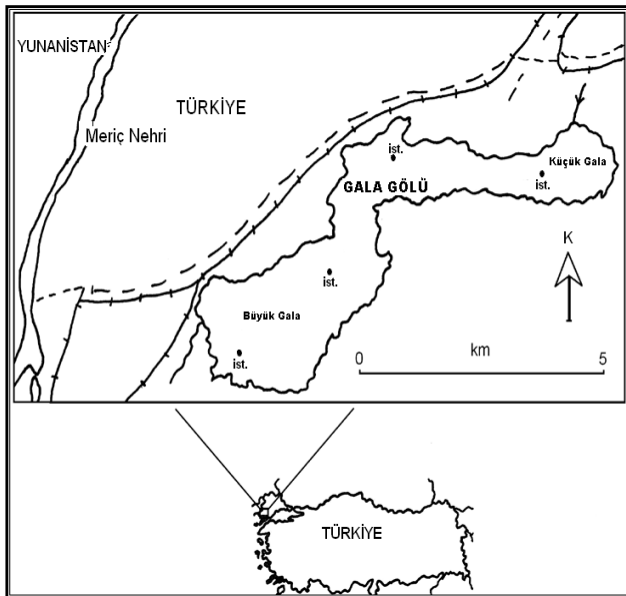 YUNANİSTAN
TÜRKİYE
Meriç Nehri
ist.
Küçük Gala
GALA GÖLÜ
ist.
K
ist.
Büyük Gala
ist.
0 km 5
TÜRKİYE